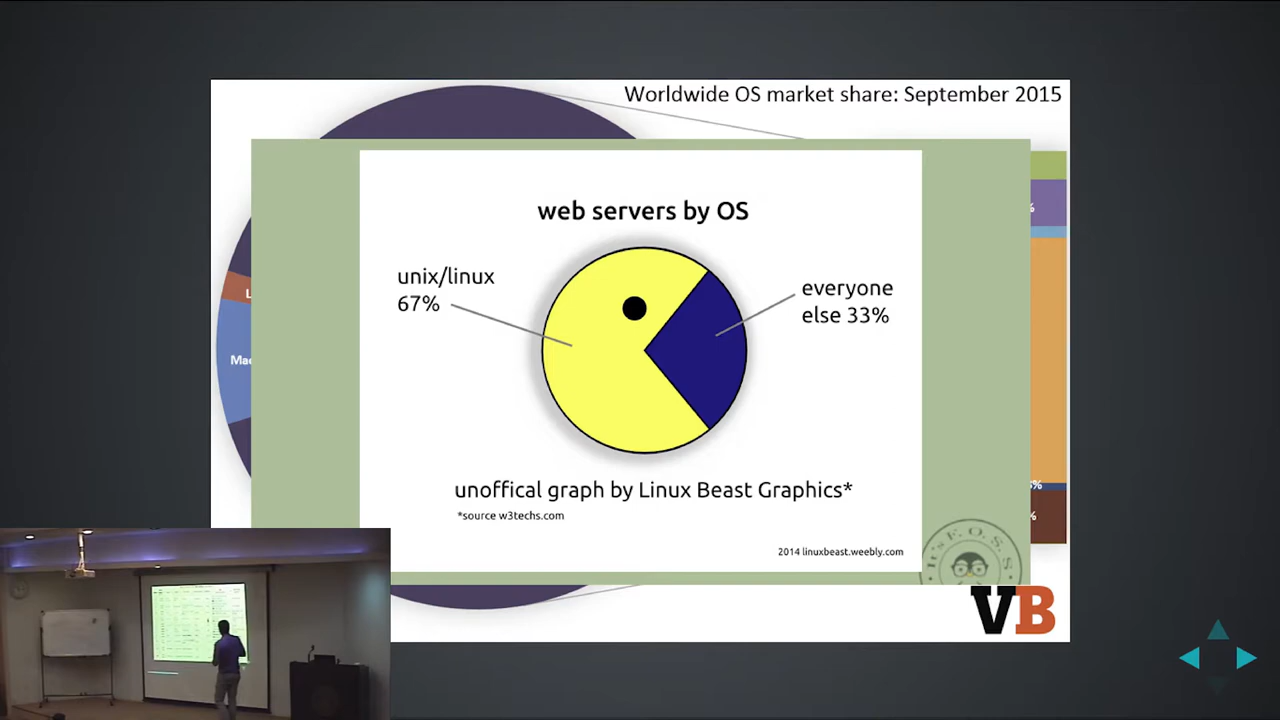 Worldwide OS market share: September 2015
web servers by OS
unix/linux
67%
everyone
else 33%
unoffical graph by Linux Beast Graphics*
*source w3techs.com
2014 linuxbeast.weebly.com
It's F.O.S.S.
VB